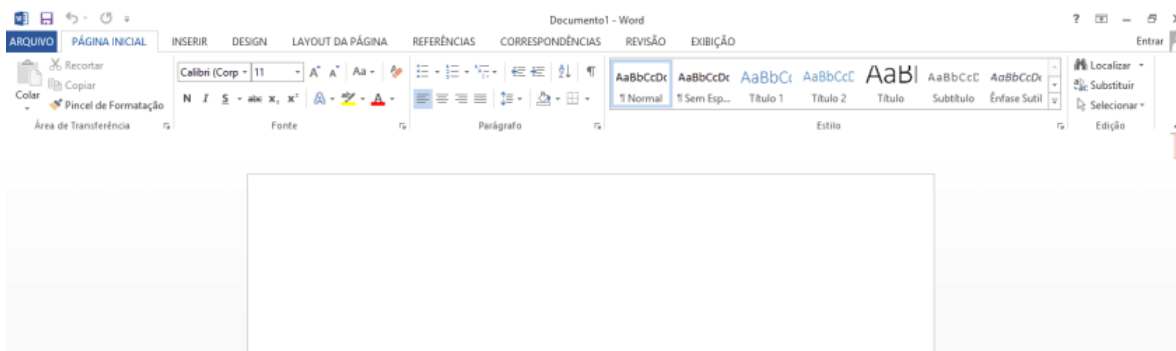 Documento1 - Word
ARQUIVO PÁGINA INICIAL INSERIR DESIGN LAYOUT DA PÁGINA REFERÊNCIAS CORRESPONDÊNCIAS REVISÃO EXIBIÇÃO Entrar
Recortar
Copiar
Pincel de Formatação
Colar
Área de Transferência
Calibri (Corp 11 Aa
N I S abc x₂ x² A A
Fonte
Parágrafo
AaBbCcDc AaBbCcDc AaBbCc AaBbCcC AaBl AaBbCcC AaBbCcDc
¶ Normal ¶ Sem Esp... Título 1 Título 2 Título Subtítulo Ênfase Sutil
Estilo
Localizar
Substituir
Selecionar
Edição